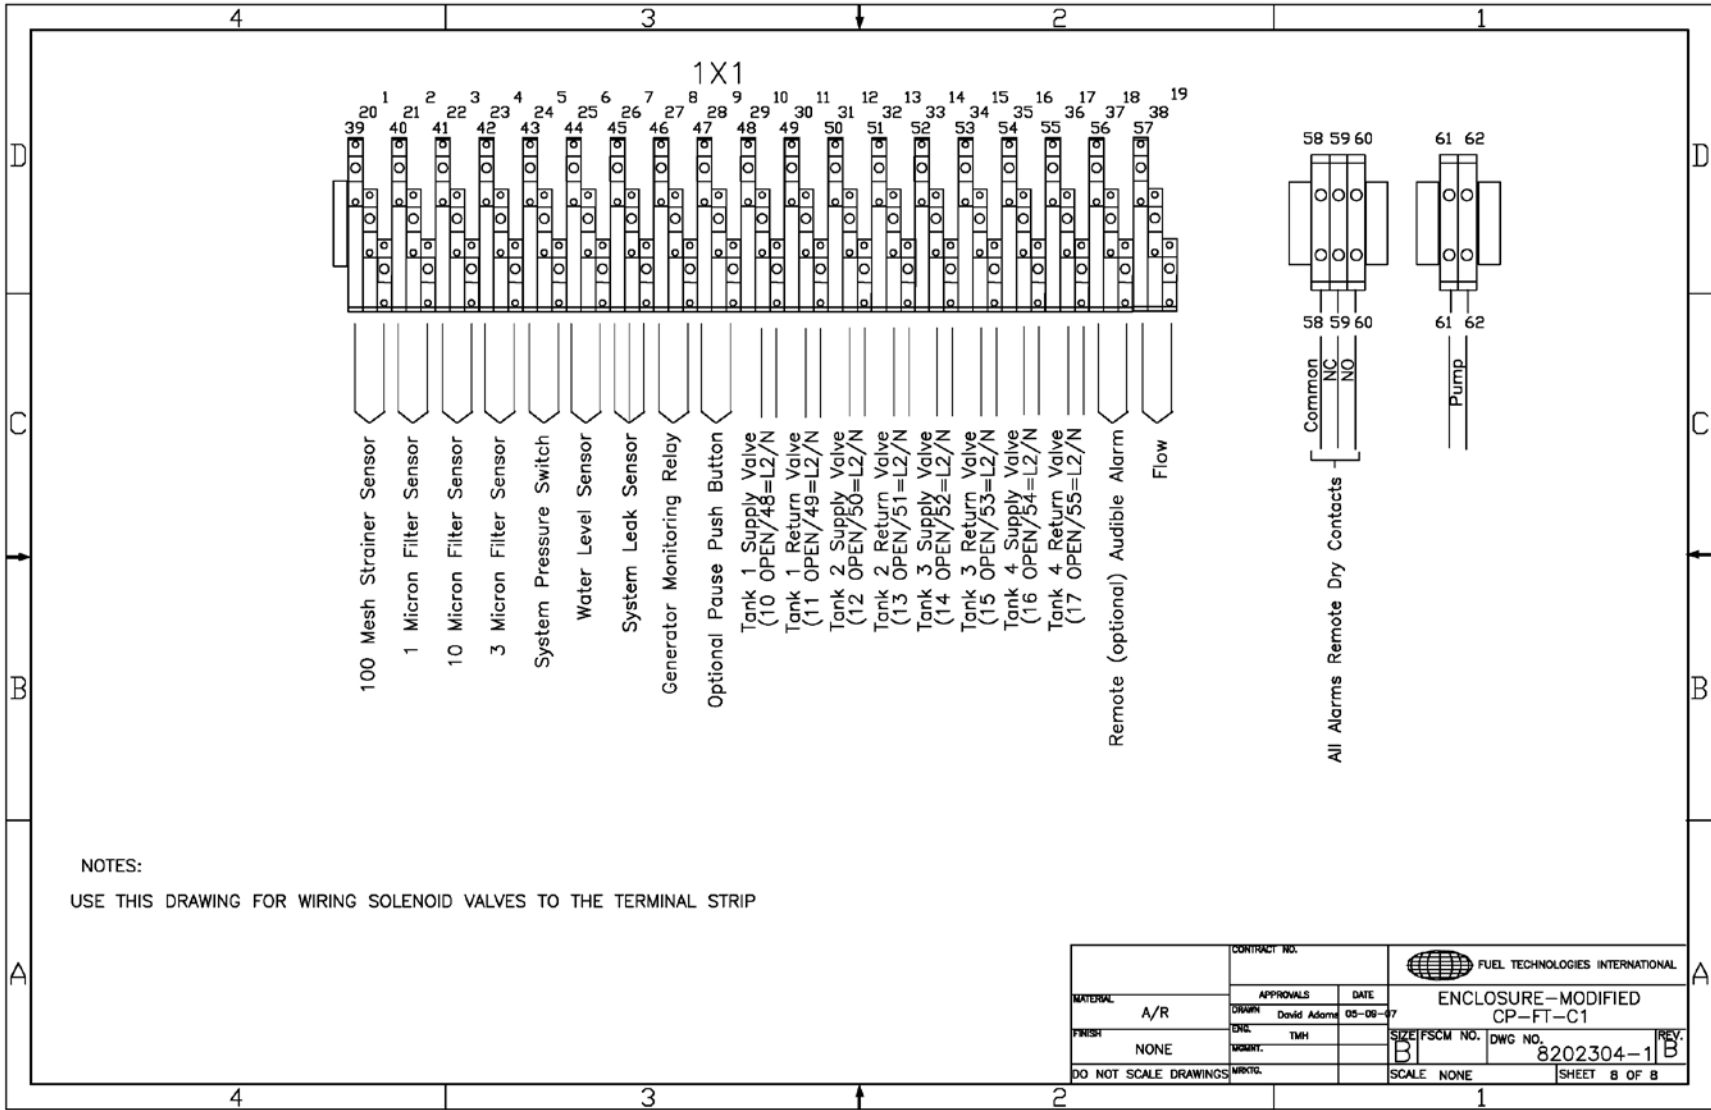 4 3 2 1
1X1
1 2 3 4 5 6 7 8 9 10 11 12 13 14 15 16 17 18 19
20 21 22 23 24 25 26 27 28 29 30 31 32 33 34 35 36 37 38
39 40 41 42 43 44 45 46 47 48 49 50 51 52 53 54 55 56 57
58 59 60
61 62
D D
58 59 60
61 62
Common
NC
NO
Pump
C C
100 Mesh Strainer Sensor
1 Micron Filter Sensor
10 Micron Filter Sensor
3 Micron Filter Sensor
System Pressure Switch
Water Level Sensor
System Leak Sensor
Generator Monitoring Relay
Optional Pause Push Button
Tank 1 Supply Valve
(10 OPEN/48=L2/N
Tank 1 Return Valve
(11 OPEN/49=L2/N
Tank 2 Supply Valve
(12 OPEN/50=L2/N
Tank 2 Return Valve
(13 OPEN/51=L2/N
Tank 3 Supply Valve
(14 OPEN/52=L2/N
Tank 3 Return Valve
(15 OPEN/53=L2/N
Tank 4 Supply Valve
(16 OPEN/54=L2/N
Tank 4 Return Valve
(17 OPEN/55=L2/N
Remote (optional) Audible Alarm
Flow
All Alarms Remote Dry Contacts
B B
NOTES:
USE THIS DRAWING FOR WIRING SOLENOID VALVES TO THE TERMINAL STRIP
A A
CONTRACT NO.
FUEL TECHNOLOGIES INTERNATIONAL
MATERIAL
A/R
APPROVALS DATE
DRAWN David Adams 05-09-07
ENCLOSURE-MODIFIED
CP-FT-C1
FINISH
NONE
ENG. TMH
MGMNT.
SIZE B
FSCM NO.
DWG NO. 8202304-1
REV. B
DO NOT SCALE DRAWINGS
MRKTG.
SCALE NONE
SHEET 8 OF 8
4 3 2 1